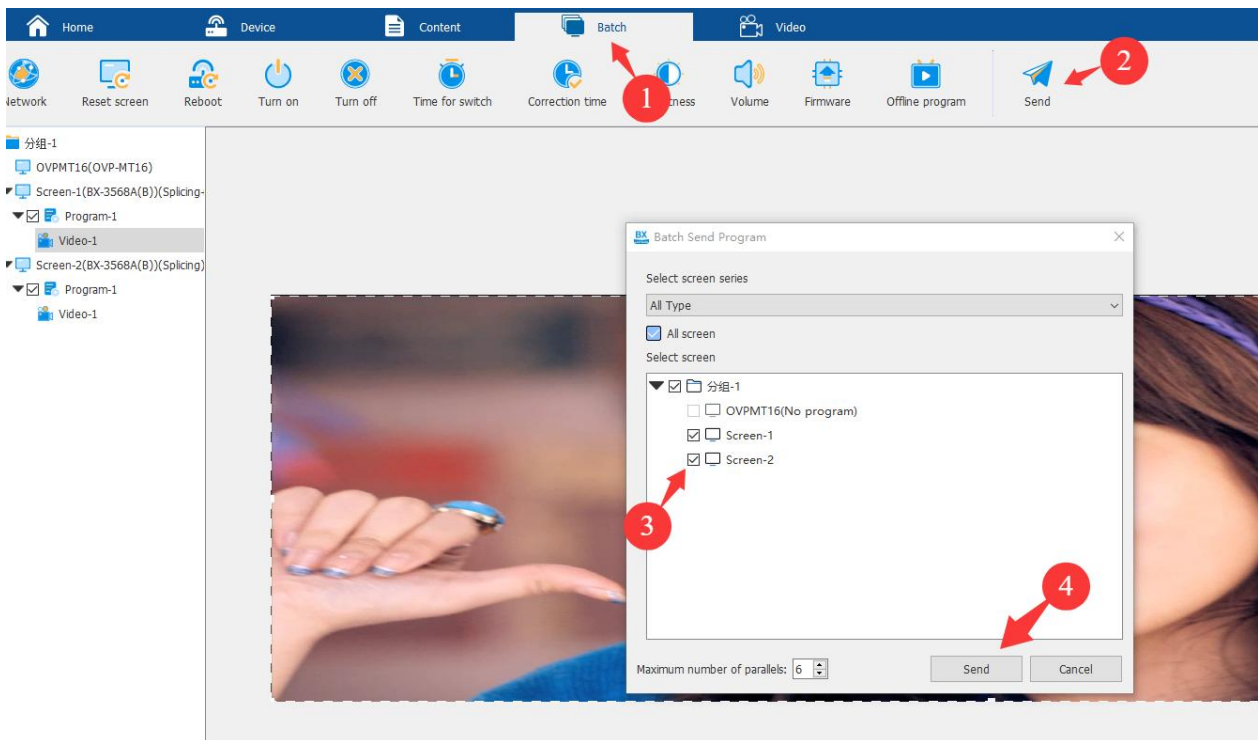 Home Device Content Batch Video
Network Reset screen Reboot Turn on Turn off Time for switch Correction time Volume Firmware Offline program Send
1
2
分组-1
OVPMT16(OVP-MT16)
Screen-1(BX-3568A(B))(Splicing-
Program-1
Video-1
Screen-2(BX-3568A(B))(Splicing)
Program-1
Video-1
BX Batch Send Program
Select screen series
All Type
All screen
Select screen
分组-1
OVPMT16(No program)
Screen-1
Screen-2
3
4
Maximum number of parallels: 6 Send Cancel